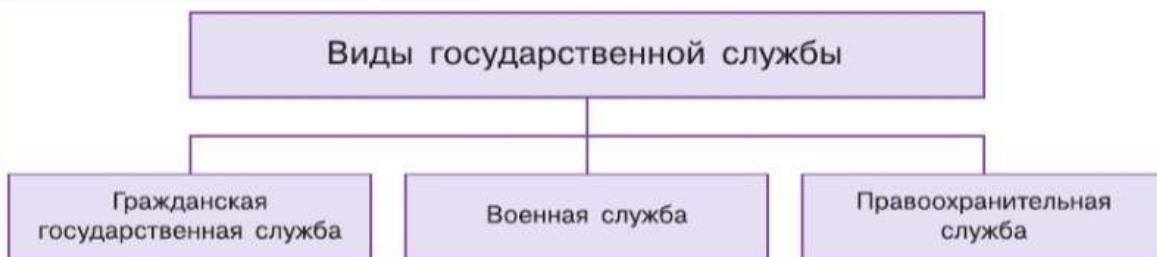 Виды государственной службы
Гражданская
государственная служба
Военная служба
Правоохранительная
служба